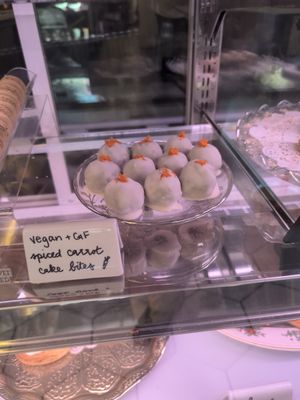 vegan + GF
spiced carrot
cake bites